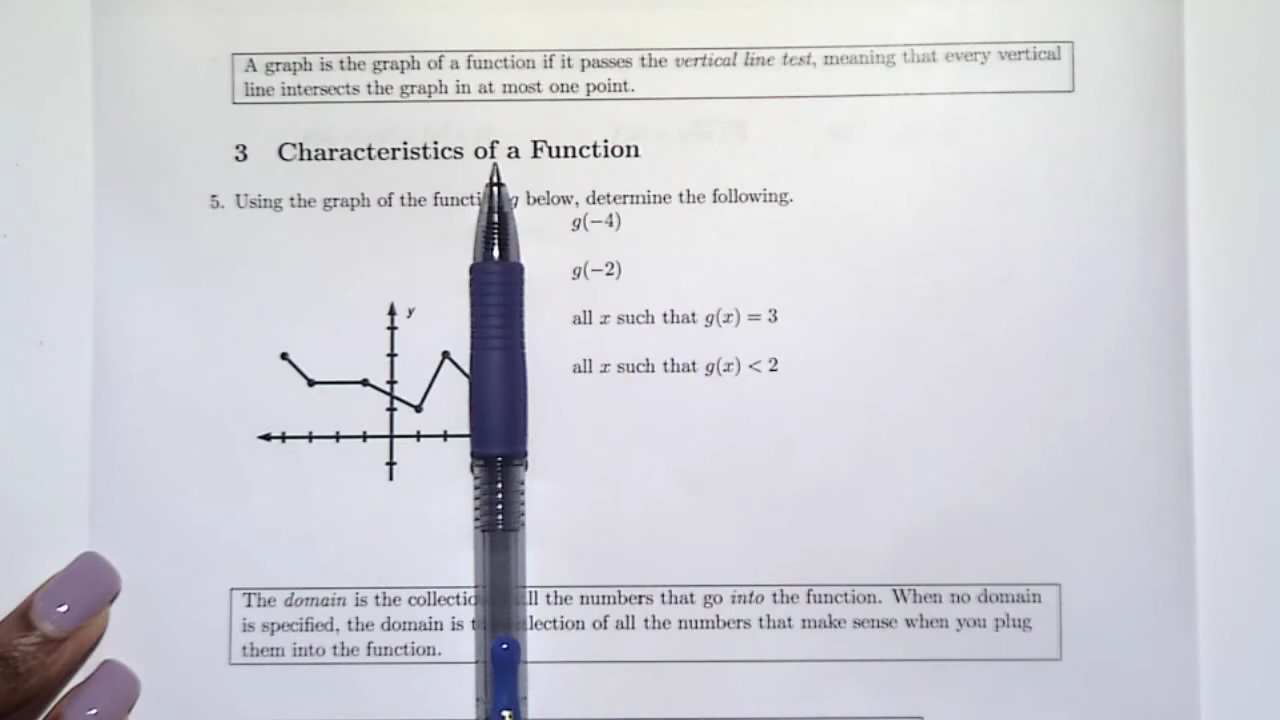 A graph is the graph of a function if it passes the vertical line test, meaning that every vertical
line intersects the graph in at most one point.
3 Characteristics of a Function
5. Using the graph of the functi g below, determine the following.
g(−4)
g(−2)
all x such that g(x) = 3
all x such that g(x) < 2
y
The domain is the collectio ll the numbers that go into the function. When no domain
is specified, the domain is t lection of all the numbers that make sense when you plug
them into the function.